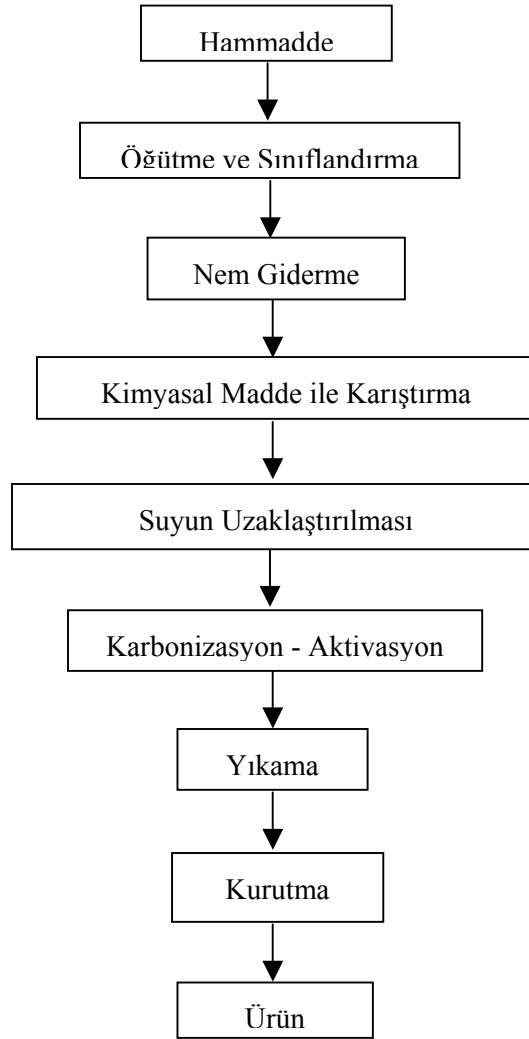 Hammadde
Öğütme ve Sınıflandırma
Nem Giderme
Kimyasal Madde ile Karıştırma
Suyun Uzaklaştırılması
Karbonizasyon - Aktivasyon
Yıkama
Kurutma
Ürün